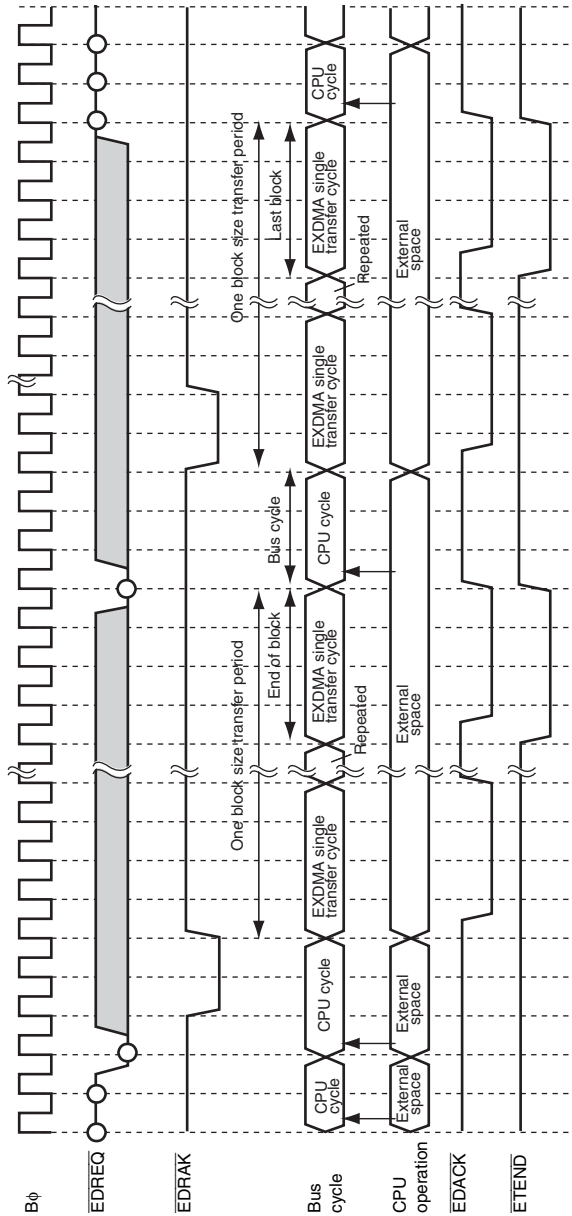 Bφ
EDREQ
EDRAK
One block size transfer period
One block size transfer period
End of block
Bus cycle
Last block
Bus
cycle
CPU
cycle
CPU cycle
EXDMA single
transfer cycle
Repeated
EXDMA single
transfer cycle
CPU cycle
EXDMA single
transfer cycle
Repeated
EXDMA single
transfer cycle
CPU
cycle
CPU
operation
External
space
External
space
External
space
External
space
EDACK
ETEND